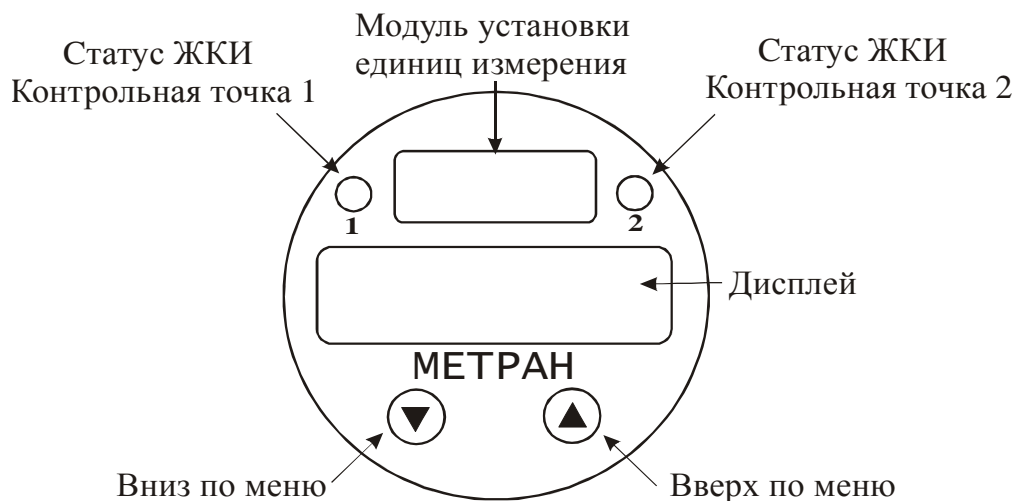 Модуль установки
единиц измерения
Статус ЖКИ
Контрольная точка 1
Статус ЖКИ
Контрольная точка 2
1
2
Дисплей
МЕТРАН
Вниз по меню
Вверх по меню